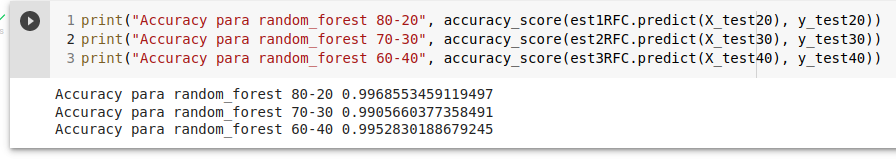 1 print("Accuracy para random_forest 80-20", accuracy_score(est1RFC.predict(X_test20), y_test20))
2 print("Accuracy para random_forest 70-30", accuracy_score(est2RFC.predict(X_test30), y_test30))
3 print("Accuracy para random_forest 60-40", accuracy_score(est3RFC.predict(X_test40), y_test40))
Accuracy para random_forest 80-20 0.9968553459119497
Accuracy para random_forest 70-30 0.9905660377358491
Accuracy para random_forest 60-40 0.9952830188679245